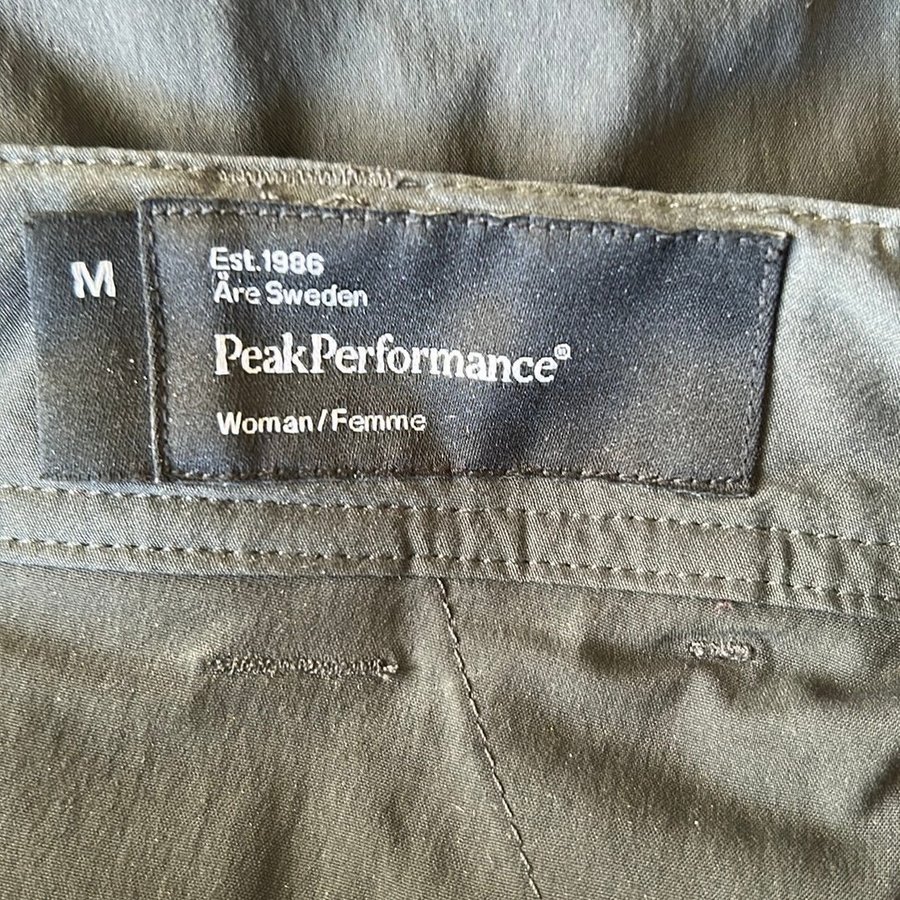 M
Est.1986
Åre Sweden
PeakPerformance®
Woman/Femme